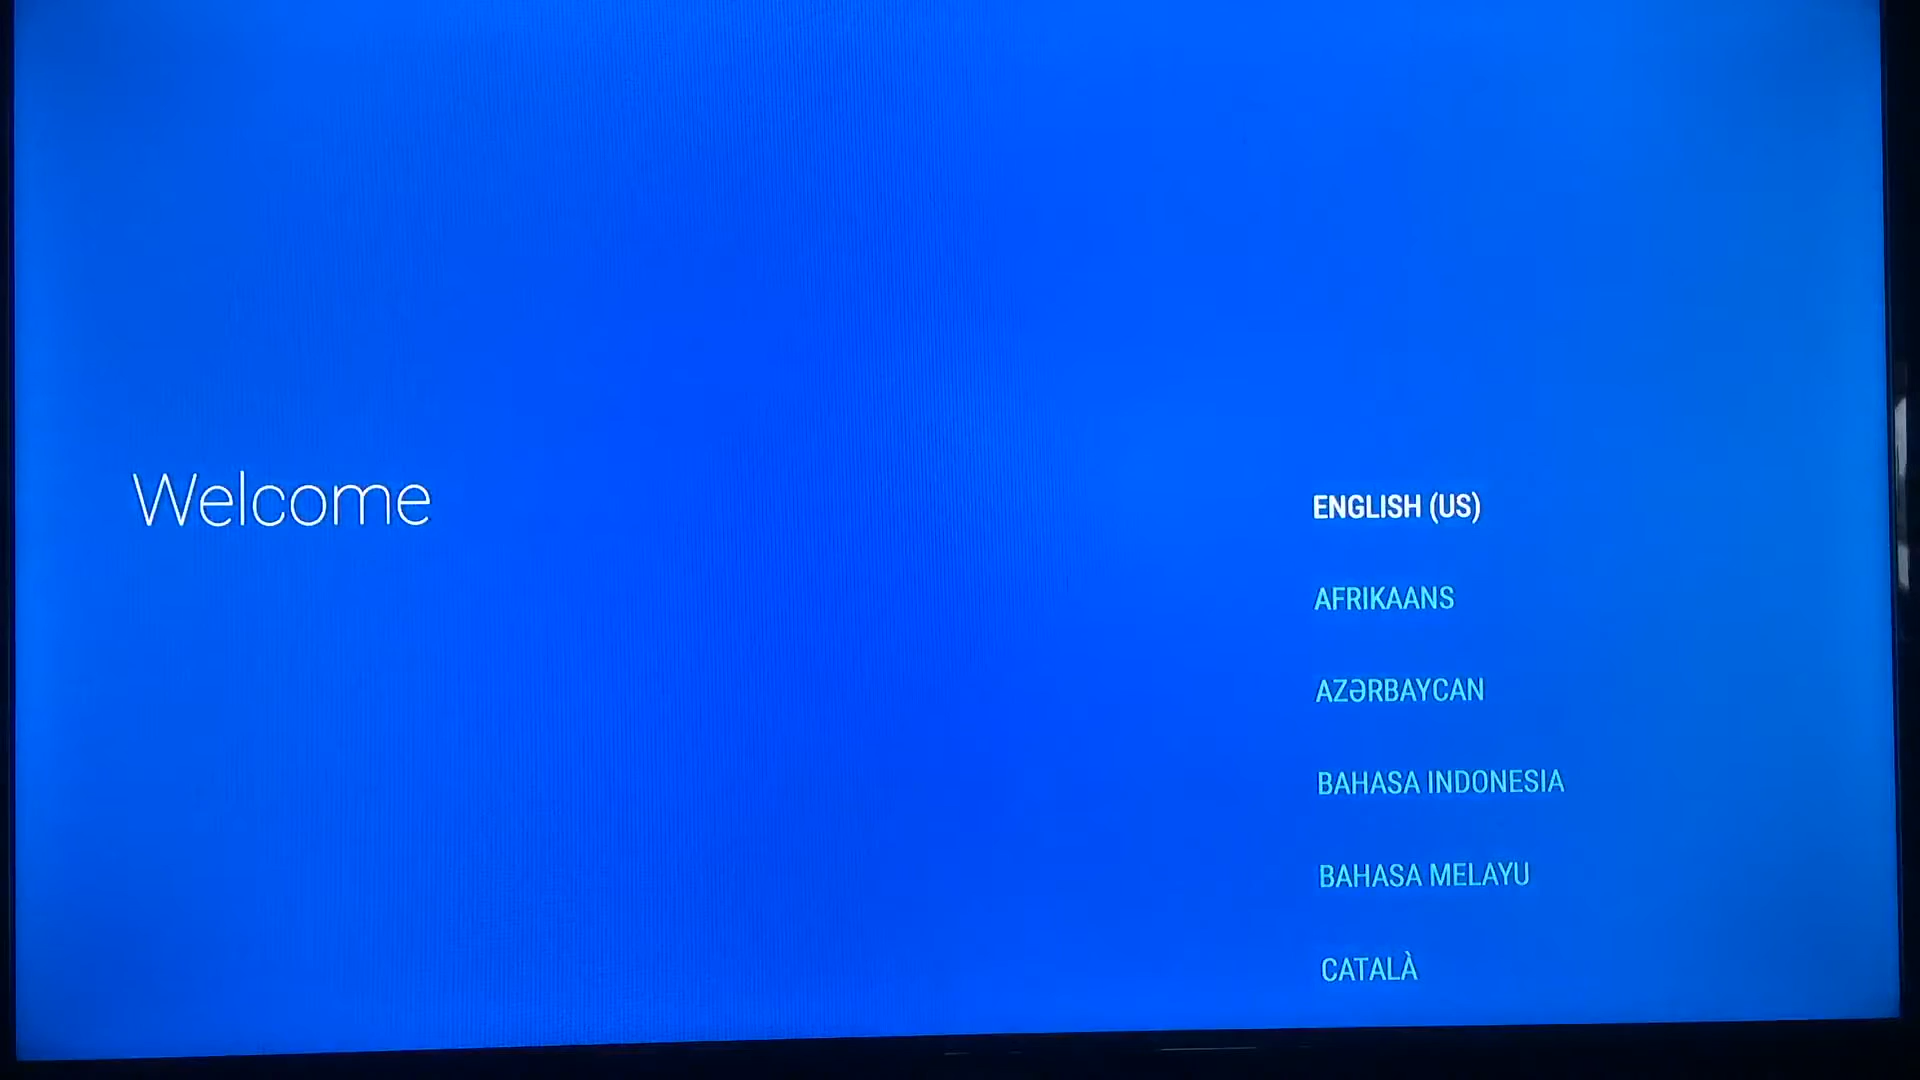 Welcome
ENGLISH (US)
AFRIKAANS
AZƏRBAYCAN
BAHASA INDONESIA
BAHASA MELAYU
CATALÀ